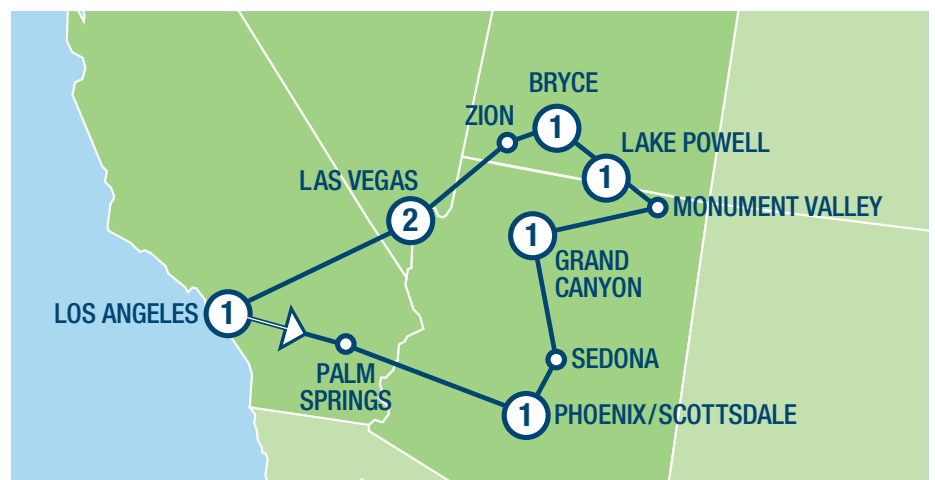 BRYCE
ZION
1
LAKE POWELL
1
LAS VEGAS
2
MONUMENT VALLEY
1
GRAND
CANYON
LOS ANGELES
1
PALM
SPRINGS
SEDONA
1
PHOENIX/SCOTTSDALE